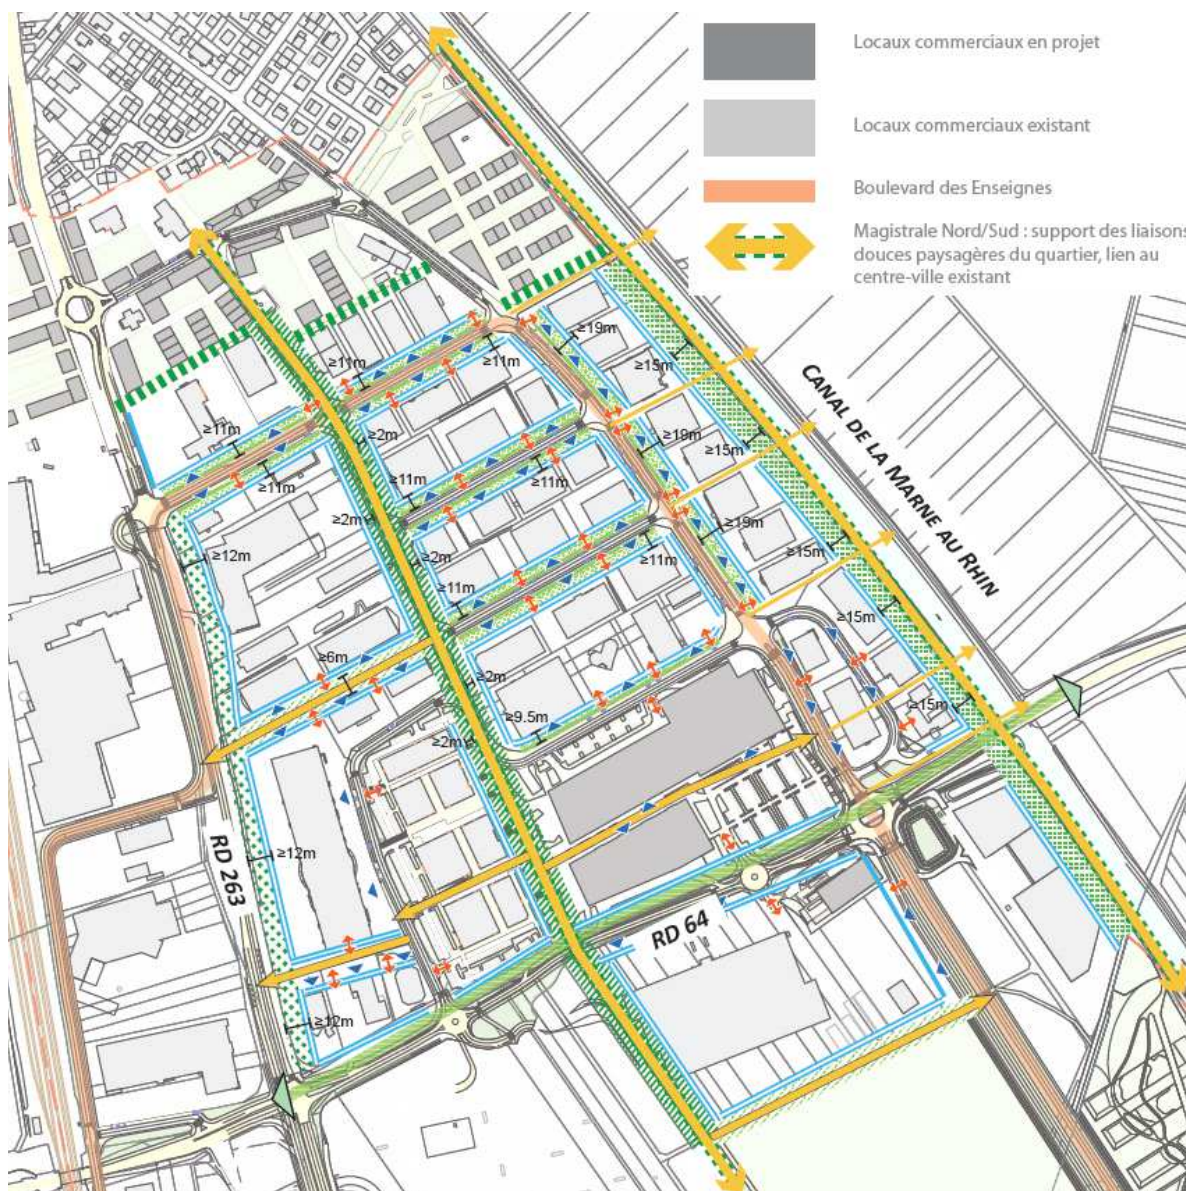 Locaux commerciaux en projet
Locaux commerciaux existant
Boulevard des Enseignes
Magistrale Nord/Sud : support des liaisons
douces paysagères du quartier, lien au
centre-ville existant
≥19m
≥11m
≥11m
≥15m
CANAL DE LA MARNE AU RHIN
≥11m
≥2m
≥19m
≥15m
≥11m
≥11m
≥11m
≥2m
≥19m
≥15m
≥12m
≥2m
≥11m
≥11m
≥15m
≥6m
≥2m
≥15m
≥9.5m
≥2m
RD 263
≥12m
RD 64
≥12m